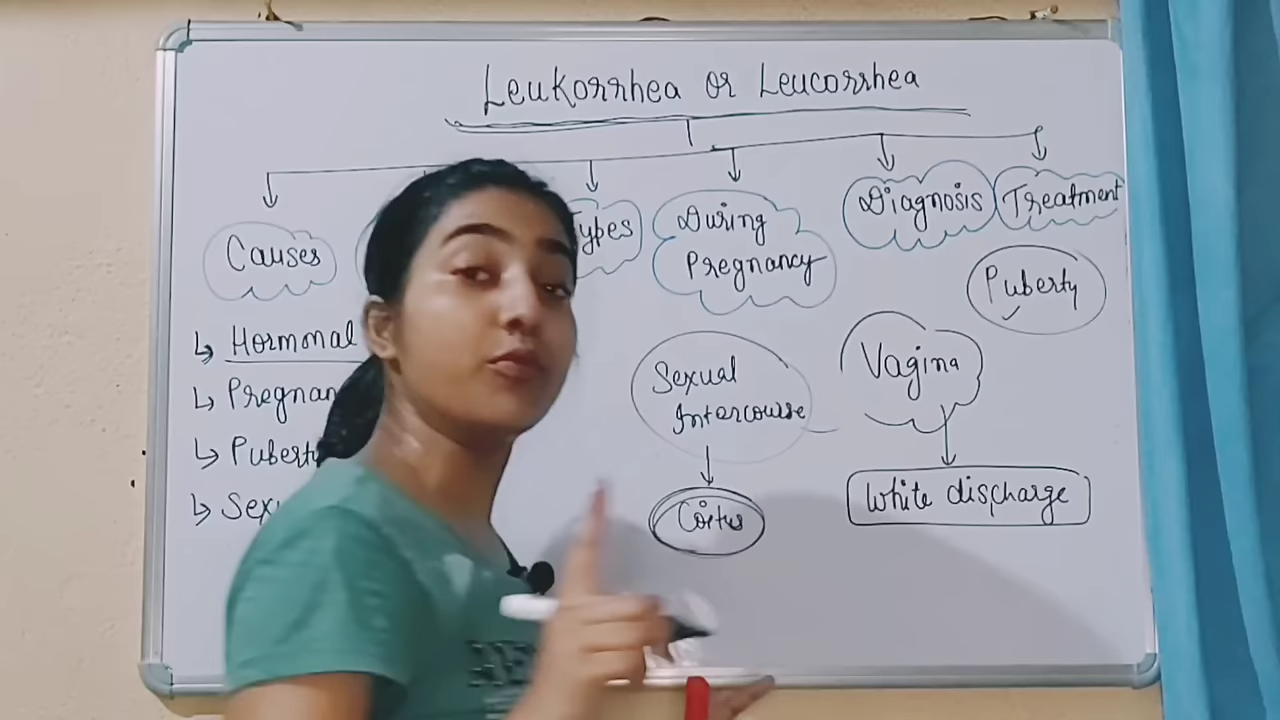 Leukorrhea or Leucorrhea
Causes
Types
During
Pregnancy
Diagnosis
Treatment
Puberty
↳ Hormonal
↳ Pregnan
↳ Puberty
↳ Sex
Sexual
Intercourse
Coitus
Vagina
White discharge